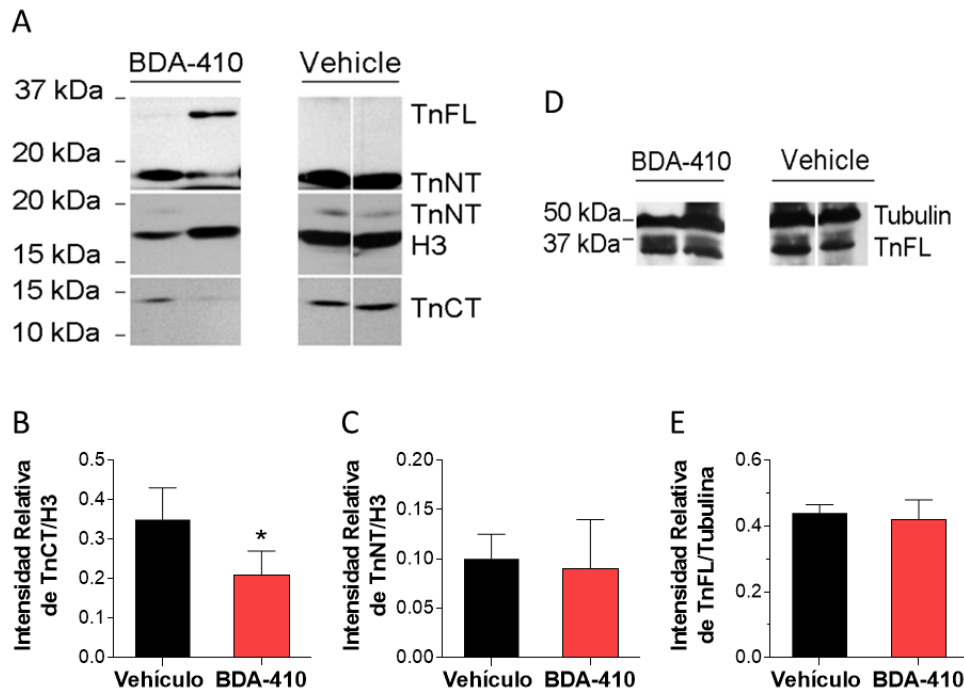 A
BDA-410 Vehicle
37 kDa
TnFL
20 kDa
TnNT
20 kDa
TnNT
H3
15 kDa
15 kDa
TnCT
10 kDa
D
BDA-410 Vehicle
50 kDa
Tubulin
37 kDa
TnFL
B
Intensidad Relativa
de TnCT/H3
0.5
0.4
0.3
0.2
0.1
0.0
*
Vehículo BDA-410
C
Intensidad Relativa
de TnNT/H3
0.20
0.15
0.10
0.05
0.00
Vehículo BDA-410
E
Intensidad Relativa
de TnFL/Tubulina
0.6
0.4
0.2
0.0
Vehículo BDA-410